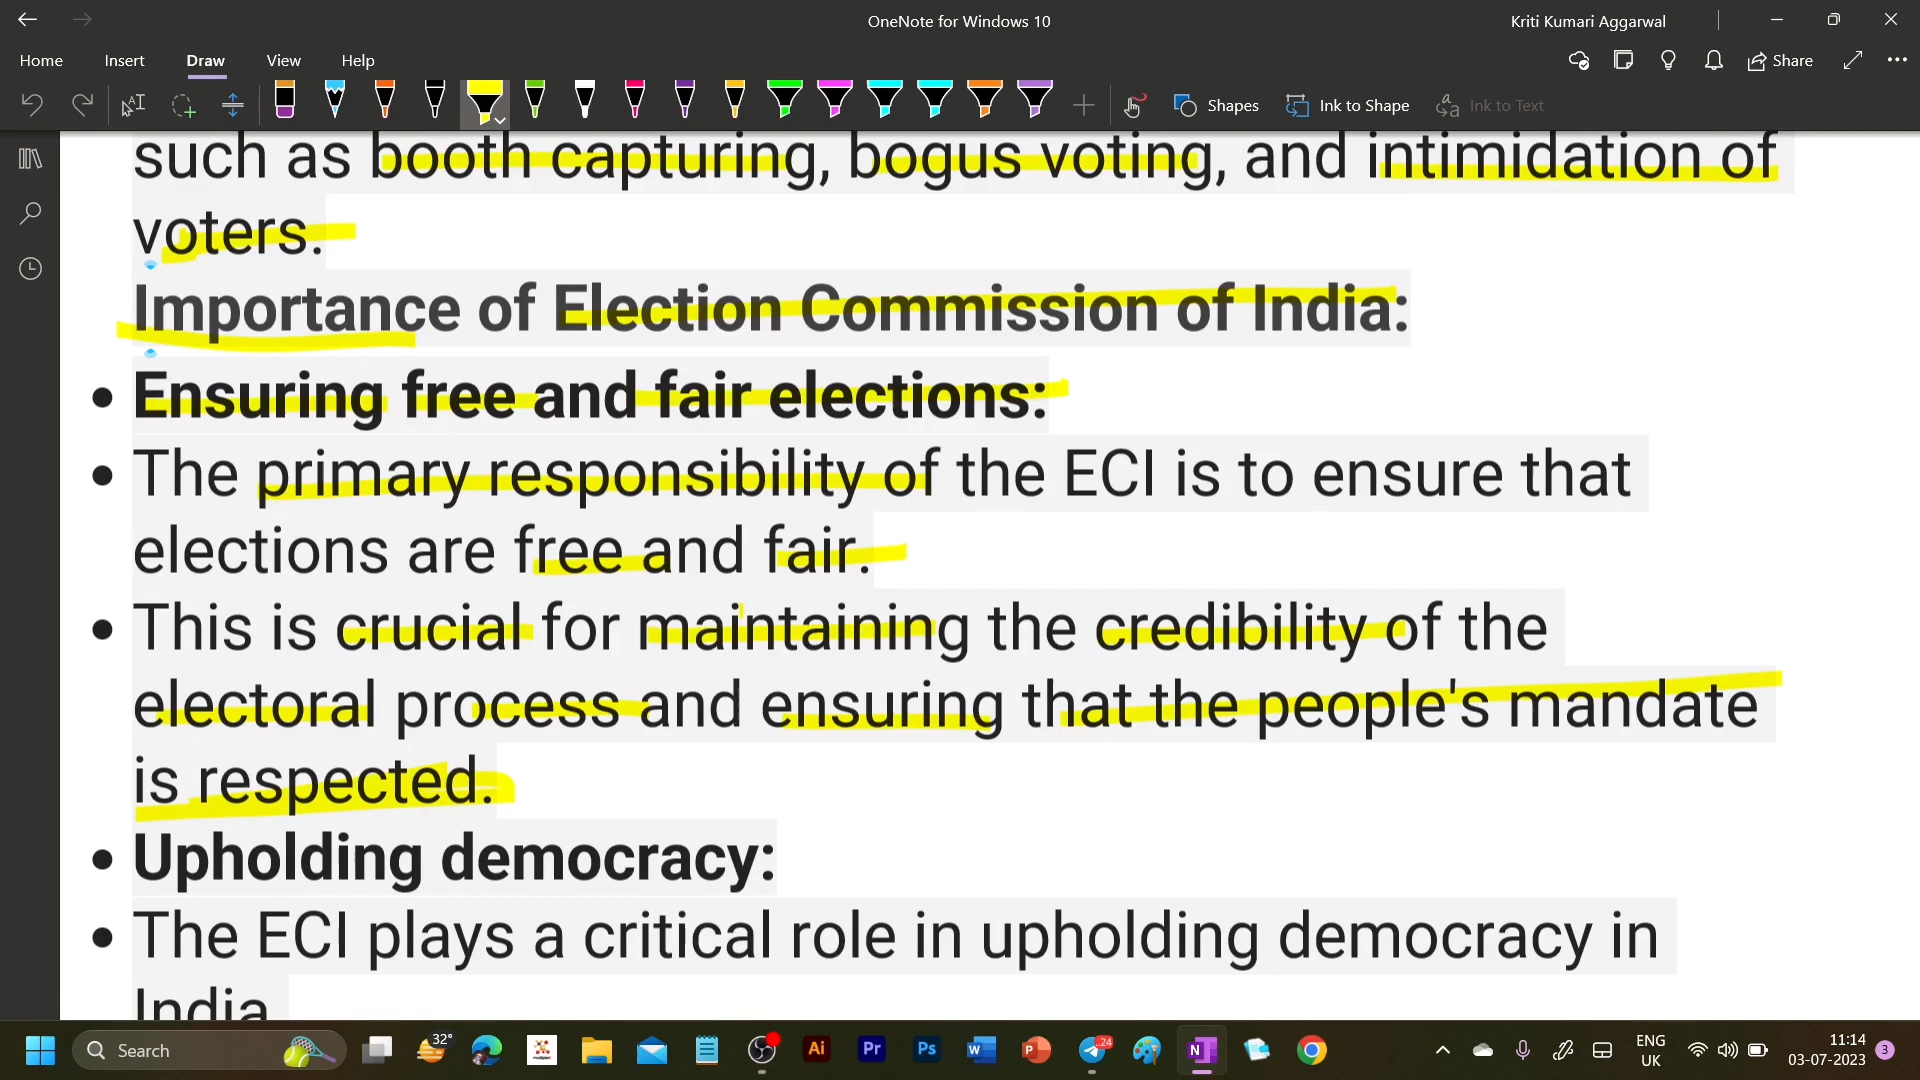 OneNote for Windows 10
Kriti Kumari Aggarwal
Home Insert Draw View Help
Share
Shapes
Ink to Shape
Ink to Text
such as booth capturing, bogus voting, and intimidation of
voters.
Importance of Election Commission of India:
• Ensuring free and fair elections:
• The primary responsibility of the ECI is to ensure that
elections are free and fair.
• This is crucial for maintaining the credibility of the
electoral process and ensuring that the people's mandate
is respected.
• Upholding democracy:
• The ECI plays a critical role in upholding democracy in
India
Search
32°
Ai
Pr
Ps
24
ENG
UK
11:14
03-07-2023
3